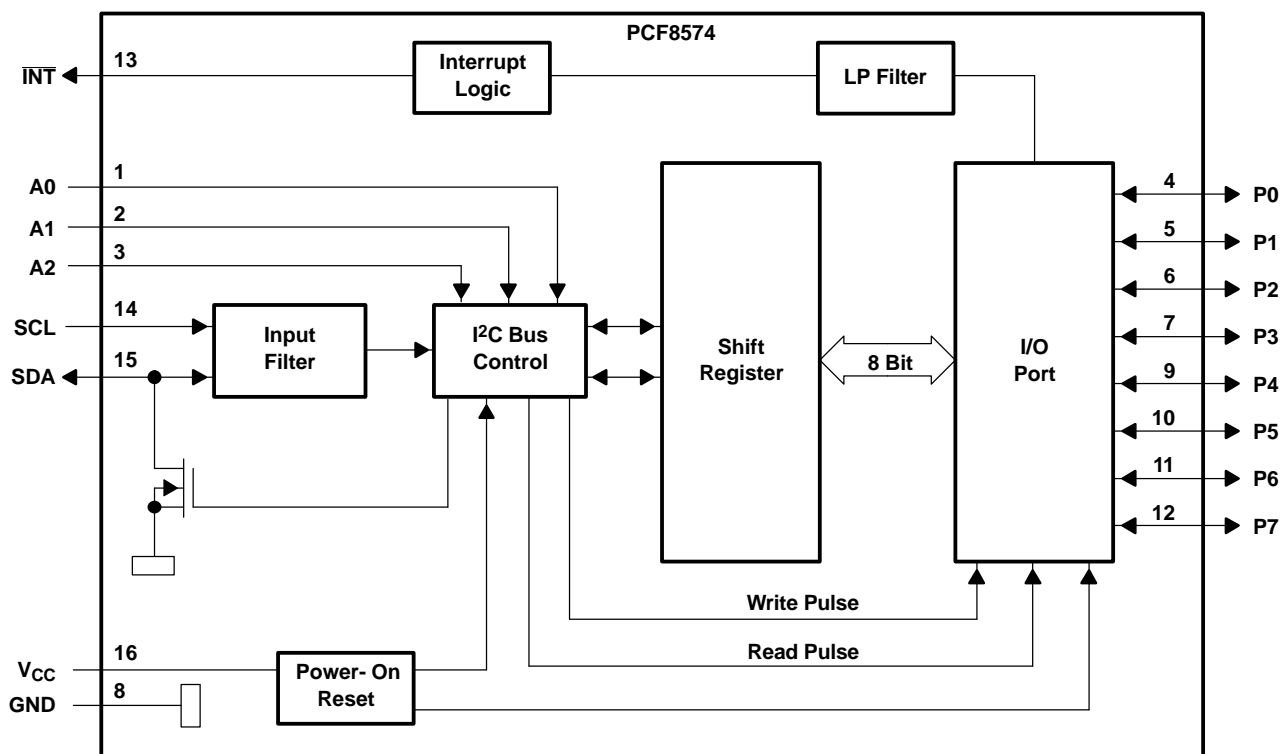 PCF8574
INT
13
Interrupt
Logic
LP Filter
A0
1
A1
2
A2
3
SCL
14
SDA
15
Input
Filter
I²C Bus
Control
Shift
Register
8 Bit
I/O
Port
4
P0
5
P1
6
P2
7
P3
9
P4
10
P5
11
P6
12
P7
Write Pulse
Read Pulse
VCC
16
GND
8
Power- On
Reset